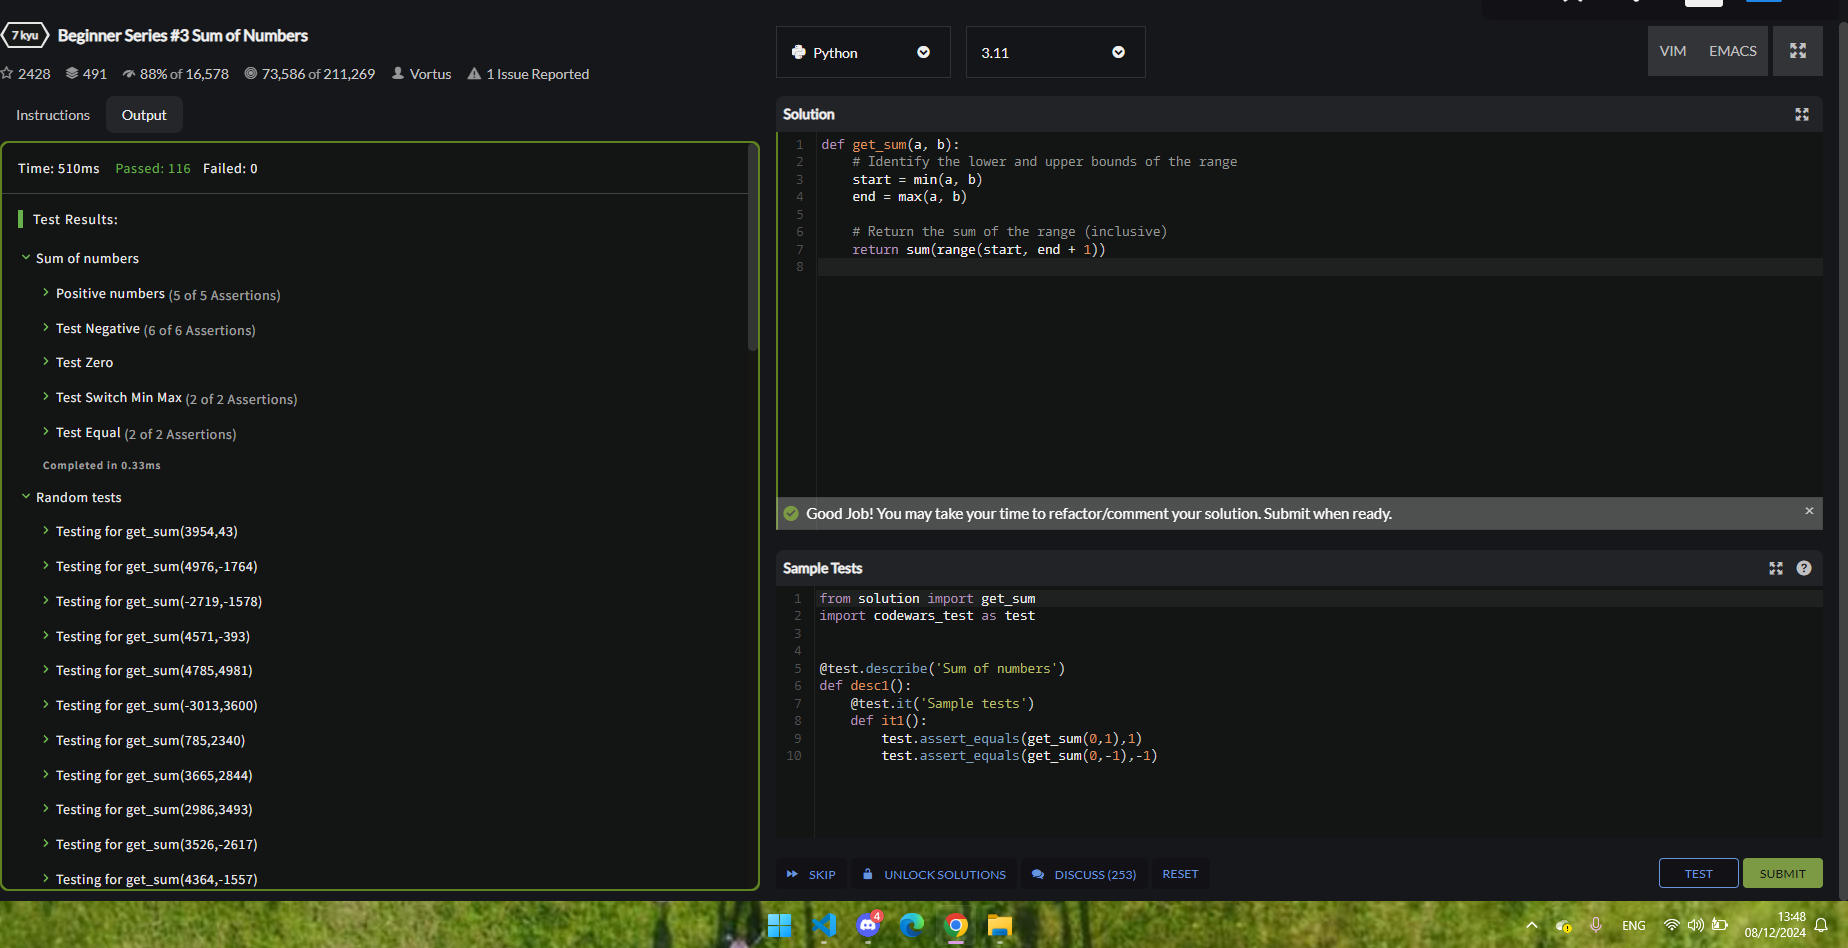 7 kyu
Beginner Series #3 Sum of Numbers
2428 491 88% of 16,578 73,586 of 211,269 Vortus 1 Issue Reported
Instructions Output
Time: 510ms Passed: 116 Failed: 0
Test Results:
Sum of numbers
Positive numbers (5 of 5 Assertions)
Test Negative (6 of 6 Assertions)
Test Zero
Test Switch Min Max (2 of 2 Assertions)
Test Equal (2 of 2 Assertions)
Completed in 0.33ms
Random tests
Testing for get_sum(3954,43)
Testing for get_sum(4976,-1764)
Testing for get_sum(-2719,-1578)
Testing for get_sum(4571,-393)
Testing for get_sum(4785,4981)
Testing for get_sum(-3013,3600)
Testing for get_sum(785,2340)
Testing for get_sum(3665,2844)
Testing for get_sum(2986,3493)
Testing for get_sum(3526,-2617)
Testing for get_sum(4364,-1557)
Python 3.11 VIM EMACS
Solution
1 def get_sum(a, b):
2     # Identify the lower and upper bounds of the range
3     start = min(a, b)
4     end = max(a, b)
5
6     # Return the sum of the range (inclusive)
7     return sum(range(start, end + 1))
8
Good Job! You may take your time to refactor/comment your solution. Submit when ready. ×
Sample Tests ?
1 from solution import get_sum
2 import codewars_test as test
3
4
5 @test.describe('Sum of numbers')
6 def desc1():
7     @test.it('Sample tests')
8     def it1():
9         test.assert_equals(get_sum(0,1),1)
10         test.assert_equals(get_sum(0,-1),-1)
SKIP UNLOCK SOLUTIONS DISCUSS (253) RESET TEST SUBMIT
4
ENG
13:48
08/12/2024